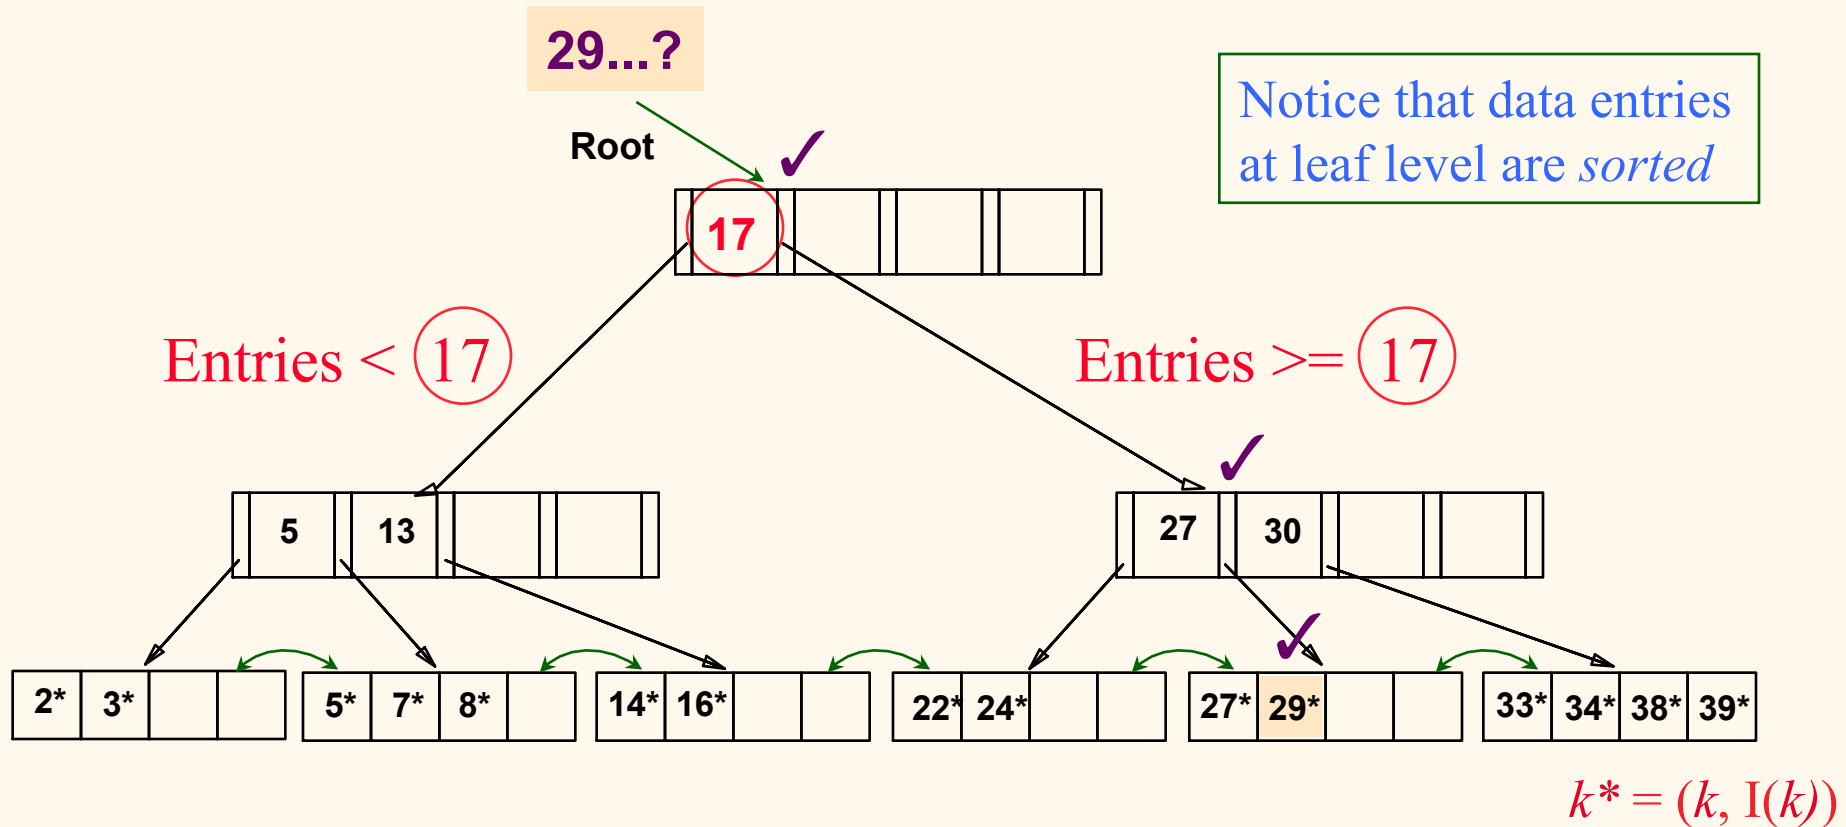 29...?
Notice that data entries
at leaf level are sorted
Root
17
Entries < 17
Entries >= 17
5 13
27 30
2* 3*
5* 7* 8*
14* 16*
22* 24*
27* 29*
33* 34* 38* 39*
k* = (k, I(k))